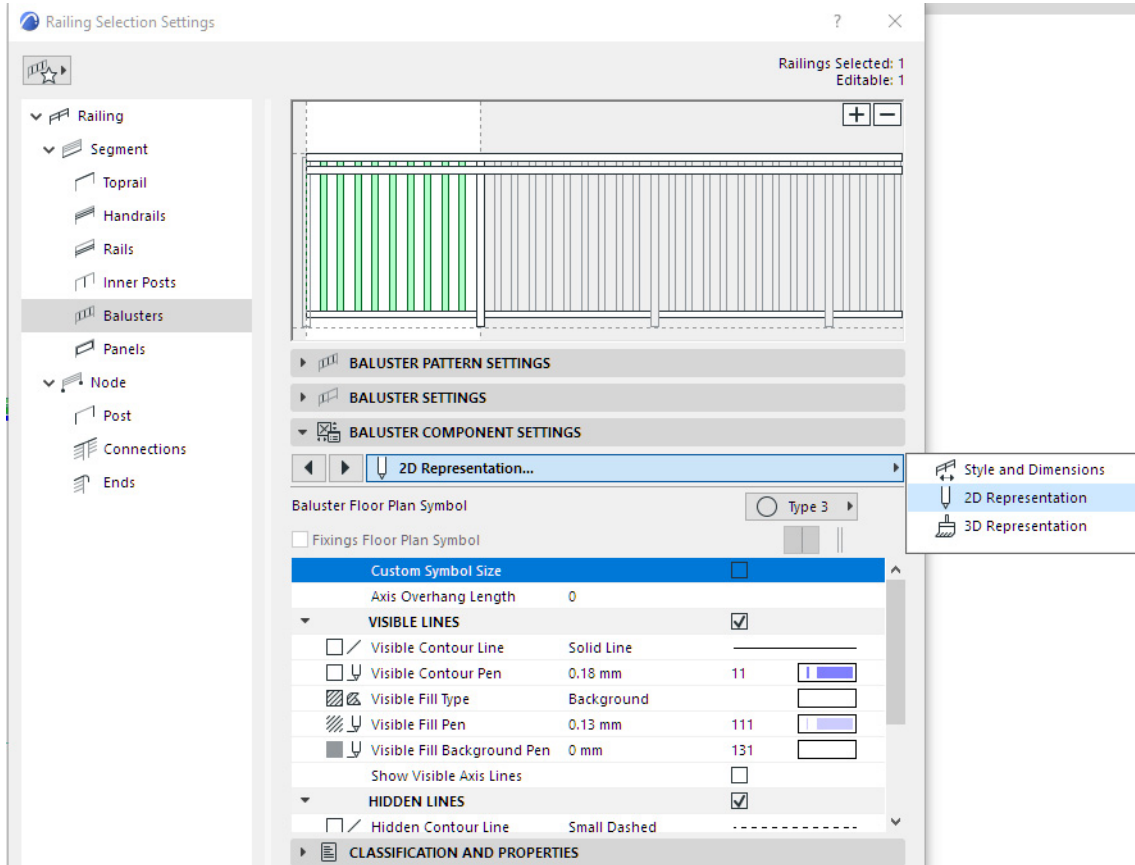 Railing Selection Settings
?
Railings Selected: 1
Editable: 1
Railing
Segment
Toprail
Handrails
Rails
Inner Posts
Balusters
Panels
Node
Post
Connections
Ends
BALUSTER PATTERN SETTINGS
BALUSTER SETTINGS
BALUSTER COMPONENT SETTINGS
2D Representation...
Style and Dimensions
2D Representation
3D Representation
Baluster Floor Plan Symbol Type 3
Fixings Floor Plan Symbol
Custom Symbol Size
Axis Overhang Length 0
VISIBLE LINES
Visible Contour Line Solid Line
Visible Contour Pen 0.18 mm 11
Visible Fill Type Background
Visible Fill Pen 0.13 mm 111
Visible Fill Background Pen 0 mm 131
Show Visible Axis Lines
HIDDEN LINES
Hidden Contour Line Small Dashed
CLASSIFICATION AND PROPERTIES